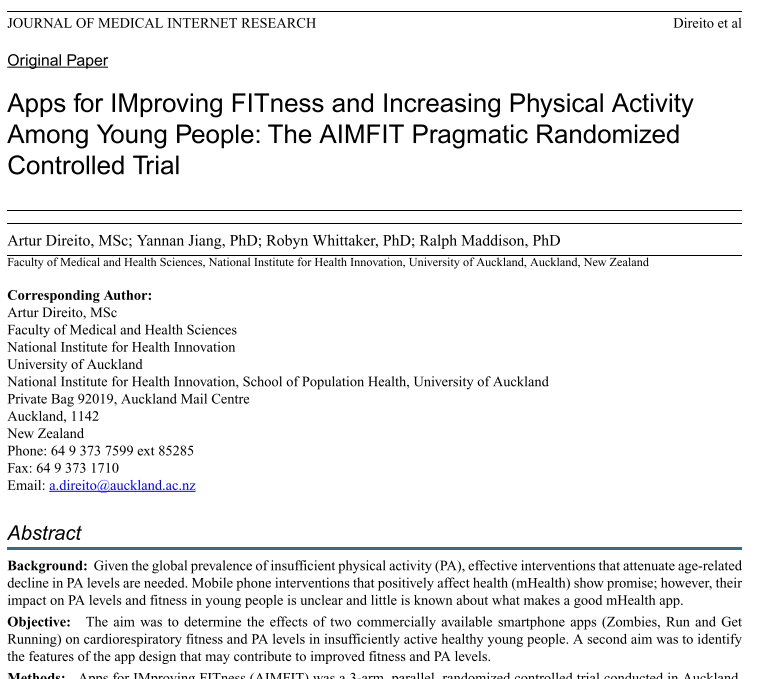 JOURNAL OF MEDICAL INTERNET RESEARCH Direito et al
Original Paper
Apps for IMproving FITness and Increasing Physical Activity
Among Young People: The AIMFIT Pragmatic Randomized
Controlled Trial
Artur Direito, MSc; Yannan Jiang, PhD; Robyn Whittaker, PhD; Ralph Maddison, PhD
Faculty of Medical and Health Sciences, National Institute for Health Innovation, University of Auckland, Auckland, New Zealand
Corresponding Author:
Artur Direito, MSc
Faculty of Medical and Health Sciences
National Institute for Health Innovation
University of Auckland
National Institute for Health Innovation, School of Population Health, University of Auckland
Private Bag 92019, Auckland Mail Centre
Auckland, 1142
New Zealand
Phone: 64 9 373 7599 ext 85285
Fax: 64 9 373 1710
Email: a.direito@auckland.ac.nz
Abstract
Background: Given the global prevalence of insufficient physical activity (PA), effective interventions that attenuate age-related
decline in PA levels are needed. Mobile phone interventions that positively affect health (mHealth) show promise; however, their
impact on PA levels and fitness in young people is unclear and little is known about what makes a good mHealth app.
Objective: The aim was to determine the effects of two commercially available smartphone apps (Zombies, Run and Get
Running) on cardiorespiratory fitness and PA levels in insufficiently active healthy young people. A second aim was to identify
the features of the app design that may contribute to improved fitness and PA levels.
Methods: Apps for IMproving FITness (AIMFIT) was a 3-arm, parallel, randomized controlled trial conducted in Auckland,